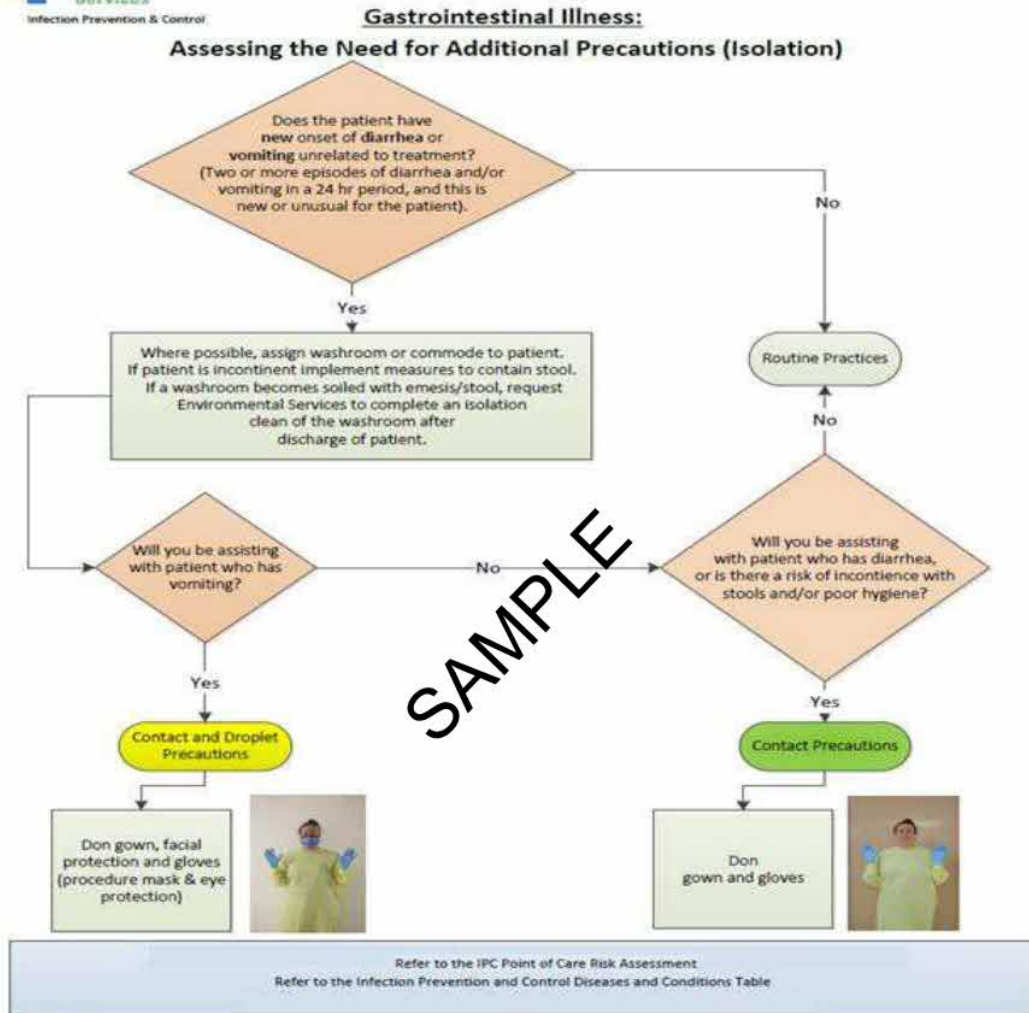 Services
Infection Prevention & Control
Gastrointestinal Illness:
Assessing the Need for Additional Precautions (Isolation)
Does the patient have
new onset of diarrhea or
vomiting unrelated to treatment?
(Two or more episodes of diarrhea and/or
vomiting in a 24 hr period, and this is
new or unusual for the patient).
No
Yes
Where possible, assign washroom or commode to patient.
If patient is incontinent implement measures to contain stool.
If a washroom becomes soiled with emesis/stool, request
Environmental Services to complete an isolation
clean of the washroom after
discharge of patient.
Routine Practices
No
Will you be assisting
with patient who has
vomiting?
No
Will you be assisting
with patient who has diarrhea,
or is there a risk of incontience with
stools and/or poor hygiene?
SAMPLE
Yes
Yes
Contact and Droplet
Precautions
Contact Precautions
Don gown, facial
protection and gloves
(procedure mask & eye
protection)
Don
gown and gloves
Refer to the IPC Point of Care Risk Assessment
Refer to the Infection Prevention and Control Diseases and Conditions Table